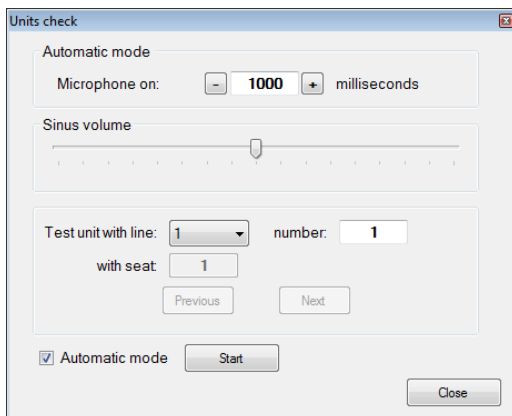 Units check
Automatic mode
Microphone on: - 1000 + milliseconds
Sinus volume
Test unit with line: 1 number: 1
with seat: 1
Previous Next
Automatic mode Start
Close